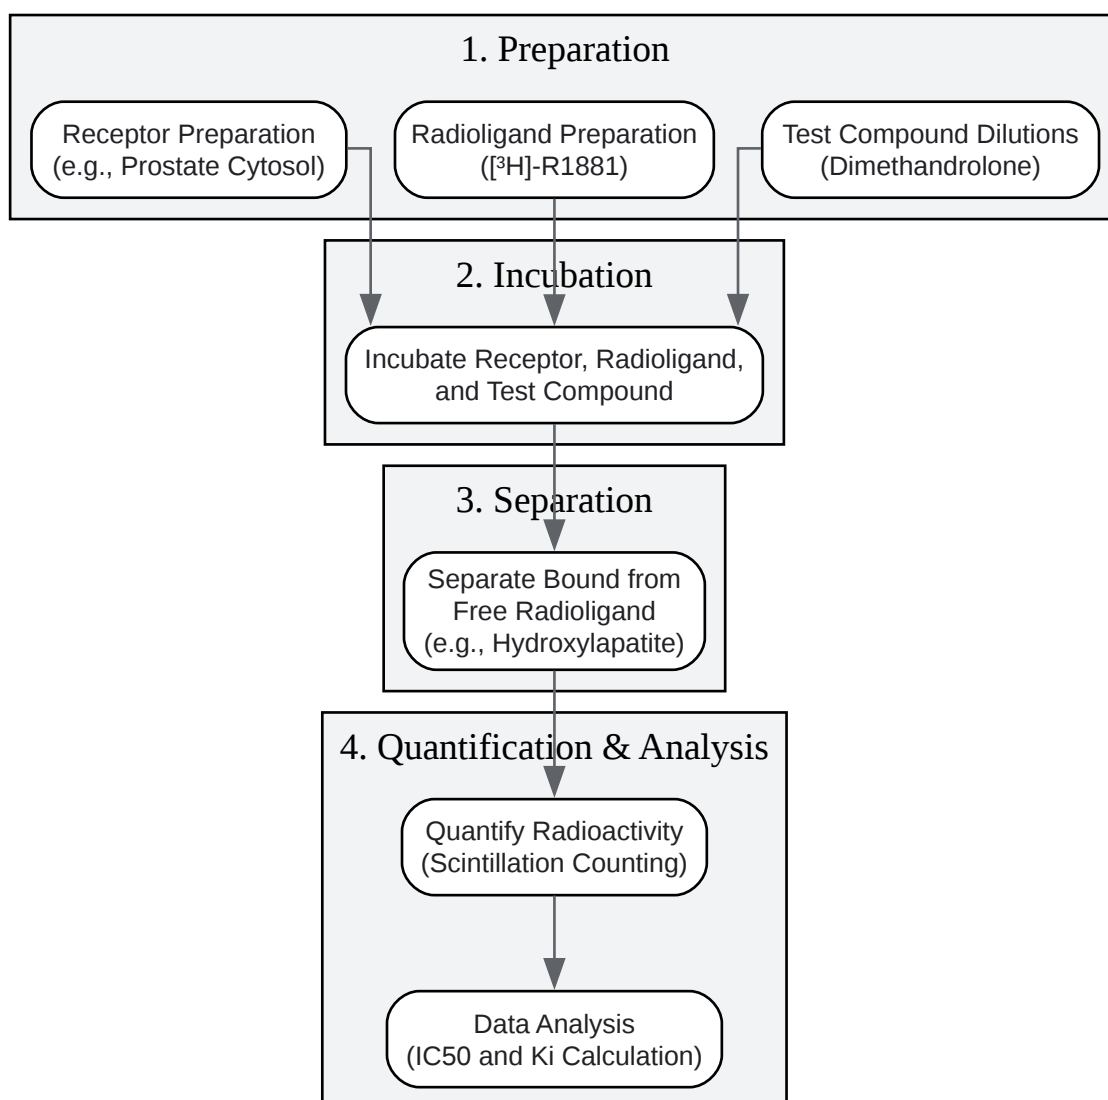 1. Preparation
Receptor Preparation
(e.g., Prostate Cytosol)
Radioligand Preparation
([³H]-R1881)
Test Compound Dilutions
(Dimethandrolone)
2. Incubation
Incubate Receptor, Radioligand,
and Test Compound
3. Separation
Separate Bound from
Free Radioligand
(e.g., Hydroxylapatite)
4. Quantification & Analysis
Quantify Radioactivity
(Scintillation Counting)
Data Analysis
(IC50 and Ki Calculation)